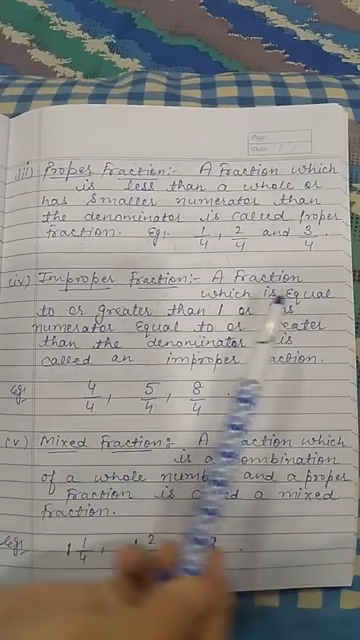 Page:
Date: / /
iii) Proper Fraction:- A Fraction which
is less than a whole or
has smaller numerator than
the denominator is called proper
fraction. Eg: 1/4, 2/4 and 3/4
iv) Improper Fraction:- A Fraction
which is Equal
to or greater than 1 or
numerator Equal to or
than the denominator is
called an improper
Eg: 4/4, 5/4, 8/4.
(v) Mixed Fraction:- A which
is a
of a whole and a proper
Fraction is a mixed
fraction.
Eg: 1 1/4,